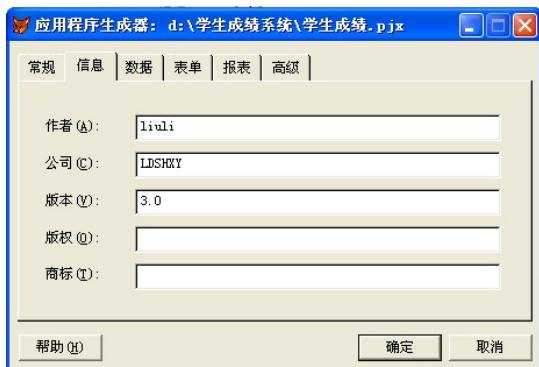 应用程序生成器: d:\学生成绩系统\学生成绩.pjx
常规 信息 数据 表单 报表 高级
作者(A): liuli
公司(C): LDSHXY
版本(V): 3.0
版权(O):
商标(T):
帮助(H) 确定 取消